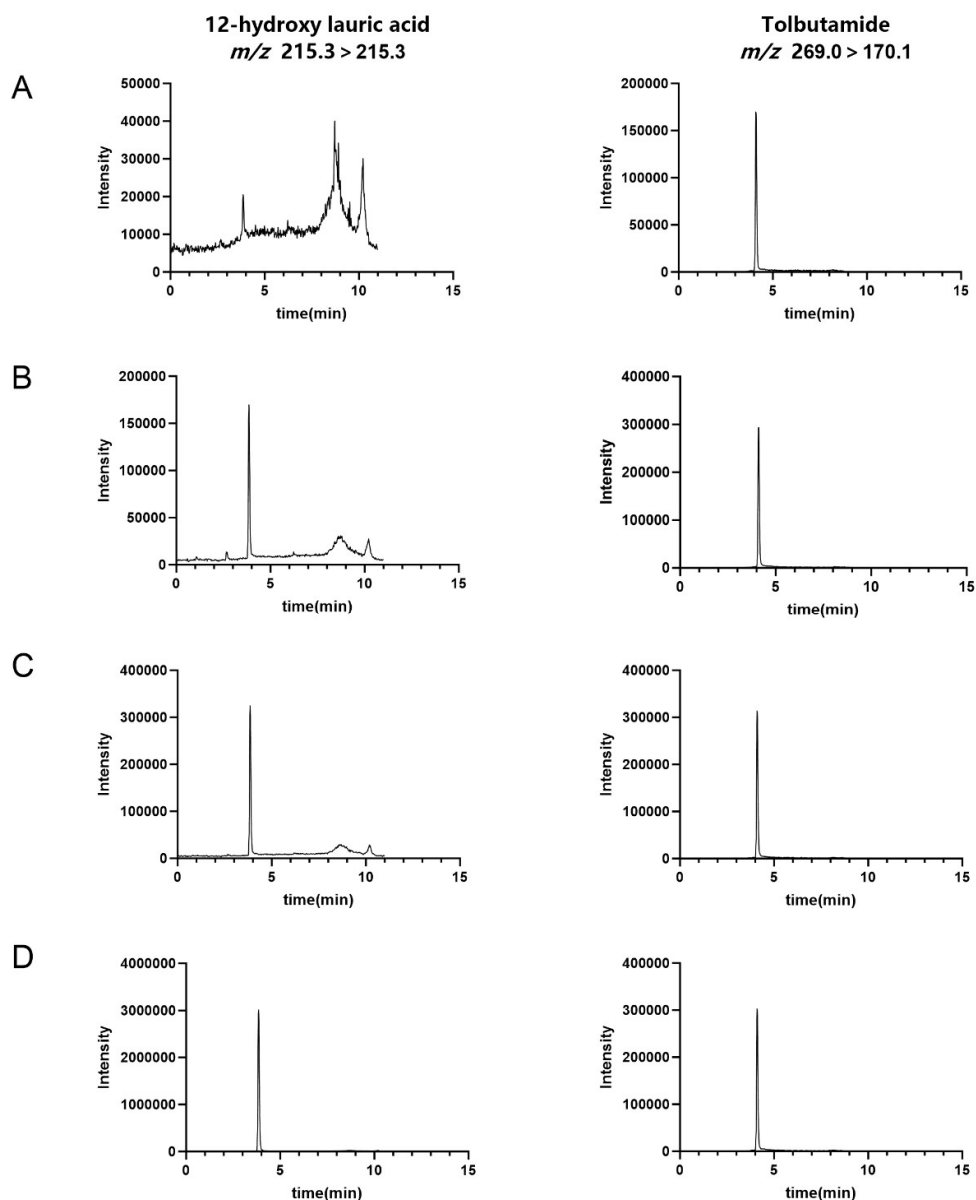 12-hydroxy lauric acid
m/z 215.3 > 215.3
Tolbutamide
m/z 269.0 > 170.1
A
50000
40000
30000
20000
10000
0
Intensity
0 5 10 15
time(min)
200000
150000
100000
50000
0
Intensity
0 5 10 15
time(min)
B
200000
150000
100000
50000
0
Intensity
0 5 10 15
time(min)
400000
300000
200000
100000
0
Intensity
0 5 10 15
time(min)
C
400000
300000
200000
100000
0
Intensity
0 5 10 15
time(min)
400000
300000
200000
100000
0
Intensity
0 5 10 15
time(min)
D
4000000
3000000
2000000
1000000
0
Intensity
0 5 10 15
time(min)
400000
300000
200000
100000
0
Intensity
0 5 10 15
time(min)